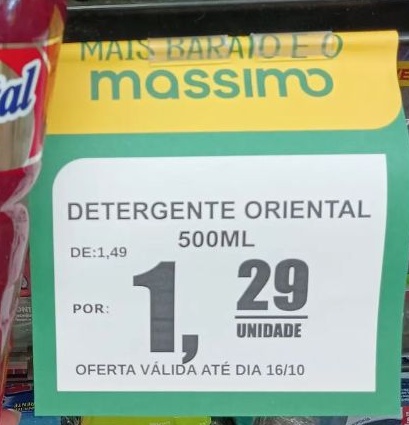 MAIS BARATO É O
massimo
al
DETERGENTE ORIENTAL
500ML
DE:1,49
POR:
1,29
UNIDADE
OFERTA VÁLIDA ATÉ DIA 16/10